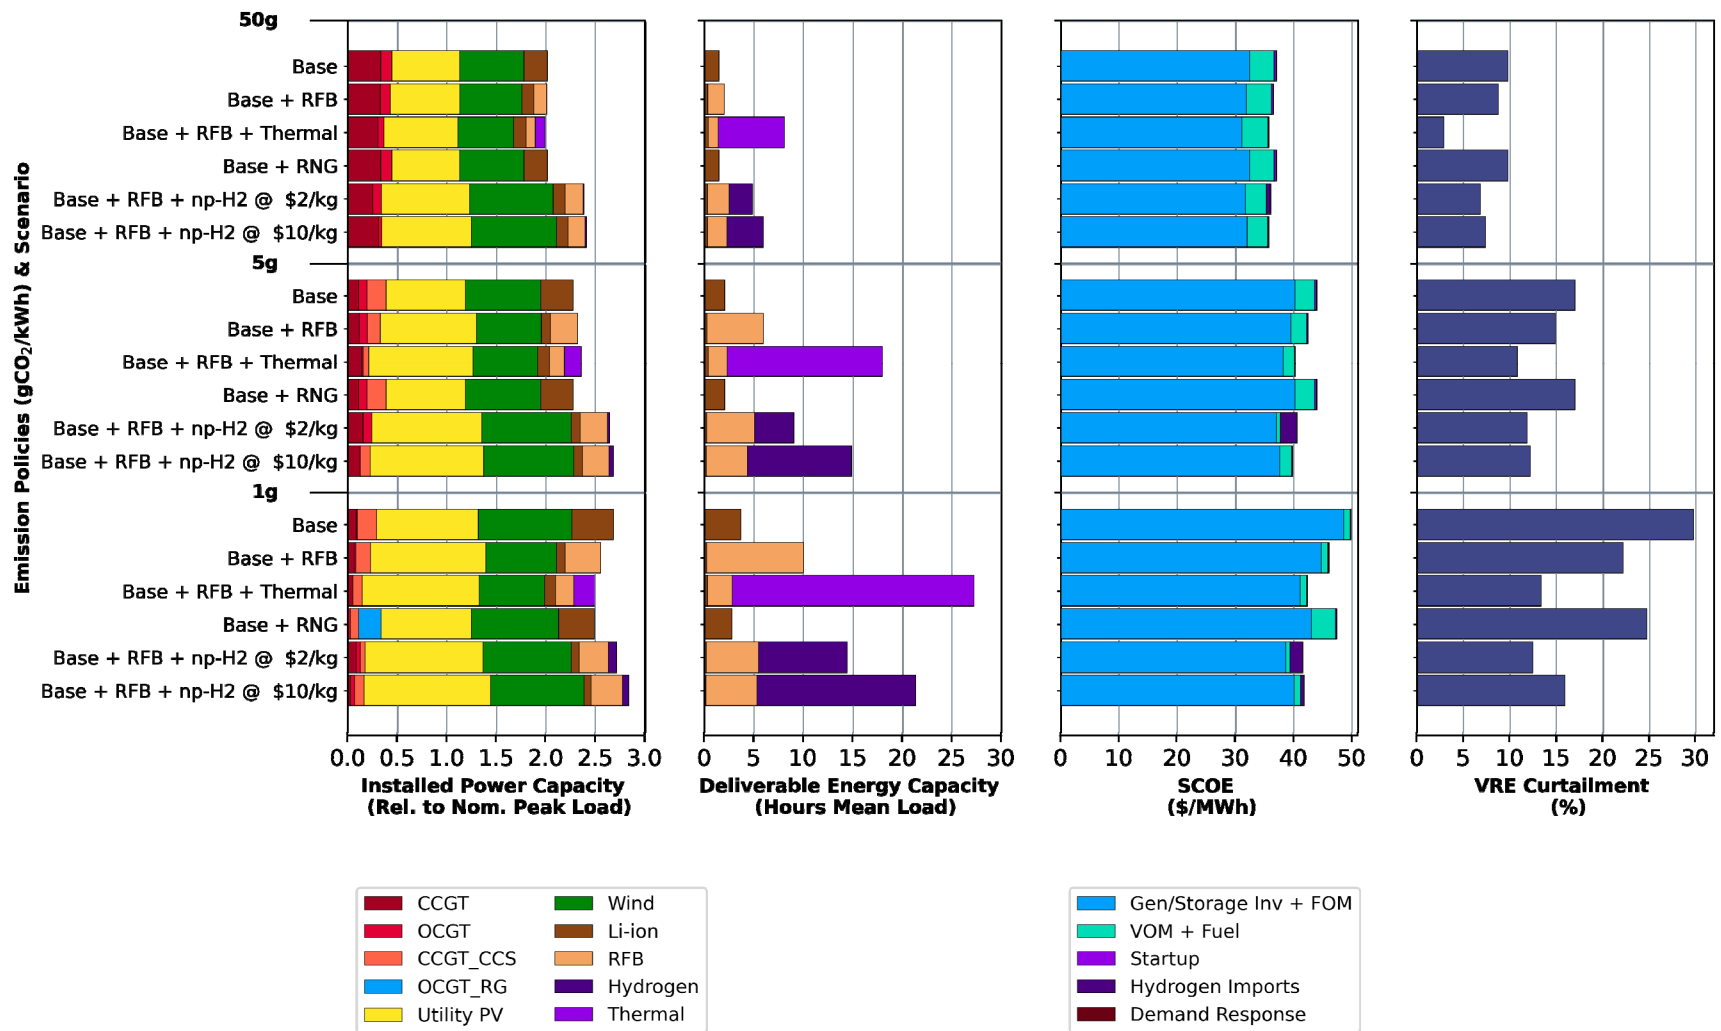 Emission Policies (gCO₂/kWh) & Scenario
50g
Base
Base + RFB
Base + RFB + Thermal
Base + RNG
Base + RFB + np-H2 @ $2/kg
Base + RFB + np-H2 @ $10/kg
5g
Base
Base + RFB
Base + RFB + Thermal
Base + RNG
Base + RFB + np-H2 @ $2/kg
Base + RFB + np-H2 @ $10/kg
1g
Base
Base + RFB
Base + RFB + Thermal
Base + RNG
Base + RFB + np-H2 @ $2/kg
Base + RFB + np-H2 @ $10/kg
0.0 0.5 1.0 1.5 2.0 2.5 3.0
Installed Power Capacity
(Rel. to Nom. Peak Load)
0 5 10 15 20 25 30
Deliverable Energy Capacity
(Hours Mean Load)
0 10 20 30 40 50
SCOE
($/MWh)
0 5 10 15 20 25 30
VRE Curtailment
(%)
CCGT
OCGT
CCGT_CCS
OCGT_RG
Utility PV
Wind
Li-ion
RFB
Hydrogen
Thermal
Gen/Storage Inv + FOM
VOM + Fuel
Startup
Hydrogen Imports
Demand Response